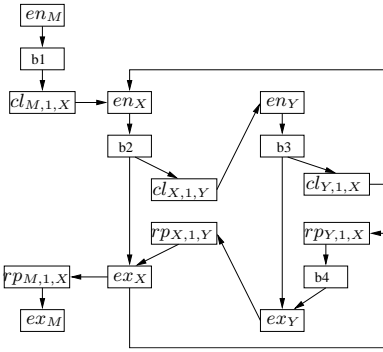 en_M
b1
cl_{M,1,X} en_X en_Y
b2 b3
cl_{X,1,Y} cl_{Y,1,X}
rp_{X,1,Y} rp_{Y,1,X}
rp_{M,1,X} ex_X b4
ex_M ex_Y